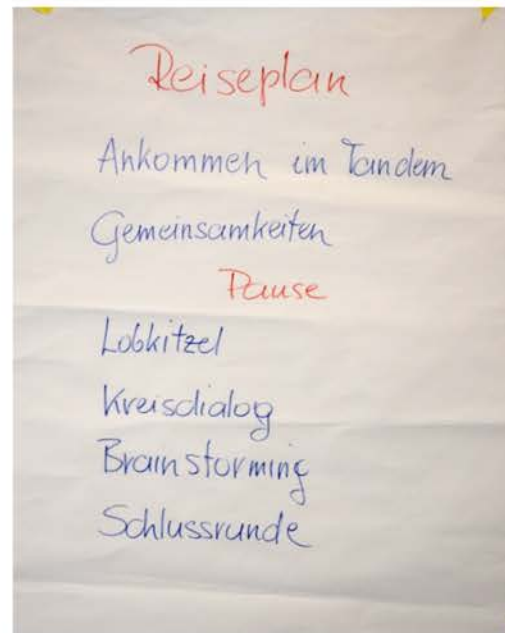 Reiseplan
Ankommen im Tandem
Gemeinsamkeiten
Pause
Lobkitzel
Kreisdialog
Brainstorming
Schlussrunde